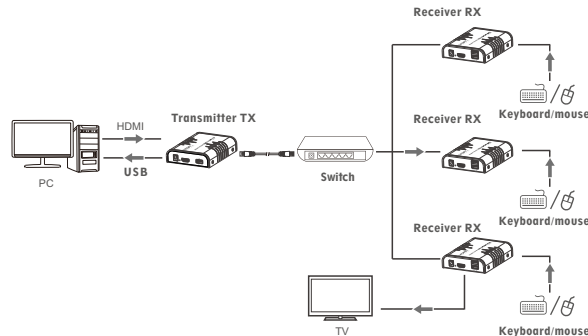 Receiver RX
Keyboard/mouse
HDMI
Transmitter TX
Receiver RX
USB
PC
Switch
Keyboard/mouse
Receiver RX
TV
Keyboard/mouse